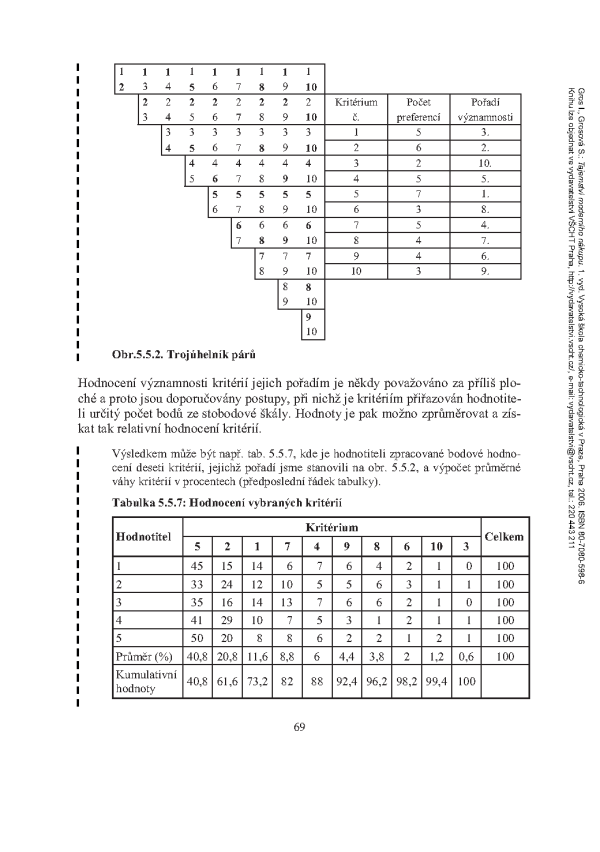 1 1 1 1 1 1 1 1 1
2 3 4 5 6 7 8 9 10
2 2 2 2 2 2 2 2
3 4 5 6 7 8 9 10
3 3 3 3 3 3 3
4 5 6 7 8 9 10
4 4 4 4 4 4
5 6 7 8 9 10
5 5 5 5 5
6 7 8 9 10
6 6 6 6
7 8 9 10
7 7 7
8 9 10
8 8
9 10
9
10
Kritérium č. Počet preferencí Pořadí významnosti
1 5 3.
2 6 2.
3 2 10.
4 5 5.
5 7 1.
6 3 8.
7 5 4.
8 4 7.
9 4 6.
10 3 9.
Obr.5.5.2. Trojúhelník párů
Hodnocení významnosti kritérií jejich pořadím je někdy považováno za příliš plo-
ché a proto jsou doporučovány postupy, při nichž je kritériím přiřazován hodnotite-
li určitý počet bodů ze stobodové škály. Hodnoty je pak možno zprůměrovat a zís-
kat tak relativní hodnocení kritérií.
Výsledkem může být např. tab. 5.5.7, kde je hodnotiteli zpracované bodové hodno-
cení deseti kritérií, jejichž pořadí jsme stanovili na obr. 5.5.2, a výpočet průměrné
váhy kritérií v procentech (předposlední řádek tabulky).
Tabulka 5.5.7: Hodnocení vybraných kritérií
Hodnotitel Kritérium Celkem
5 2 1 7 4 9 8 6 10 3
1 45 15 14 6 7 6 4 2 1 0 100
2 33 24 12 10 5 5 6 3 1 1 100
3 35 16 14 13 7 6 6 2 1 0 100
4 41 29 10 7 5 3 1 2 1 1 100
5 50 20 8 8 6 2 2 1 2 1 100
Průměr (%) 40,8 20,8 11,6 8,8 6 4,4 3,8 2 1,2 0,6 100
Kumulativní hodnoty 40,8 61,6 73,2 82 88 92,4 96,2 98,2 99,4 100
69
Gros I., Grosová S.: Tajemství moderního nákupu. 1. vyd. Vysoká škola chemicko-technologická v Praze, Praha 2006. ISBN 80-7080-598-6
Knihu lze objednat ve vydavatelství VŠCHT Praha, http://vydavatelstvi.vscht.cz/, e-mail: vydavatelstvi@vscht.cz, tel.: 220 443 211